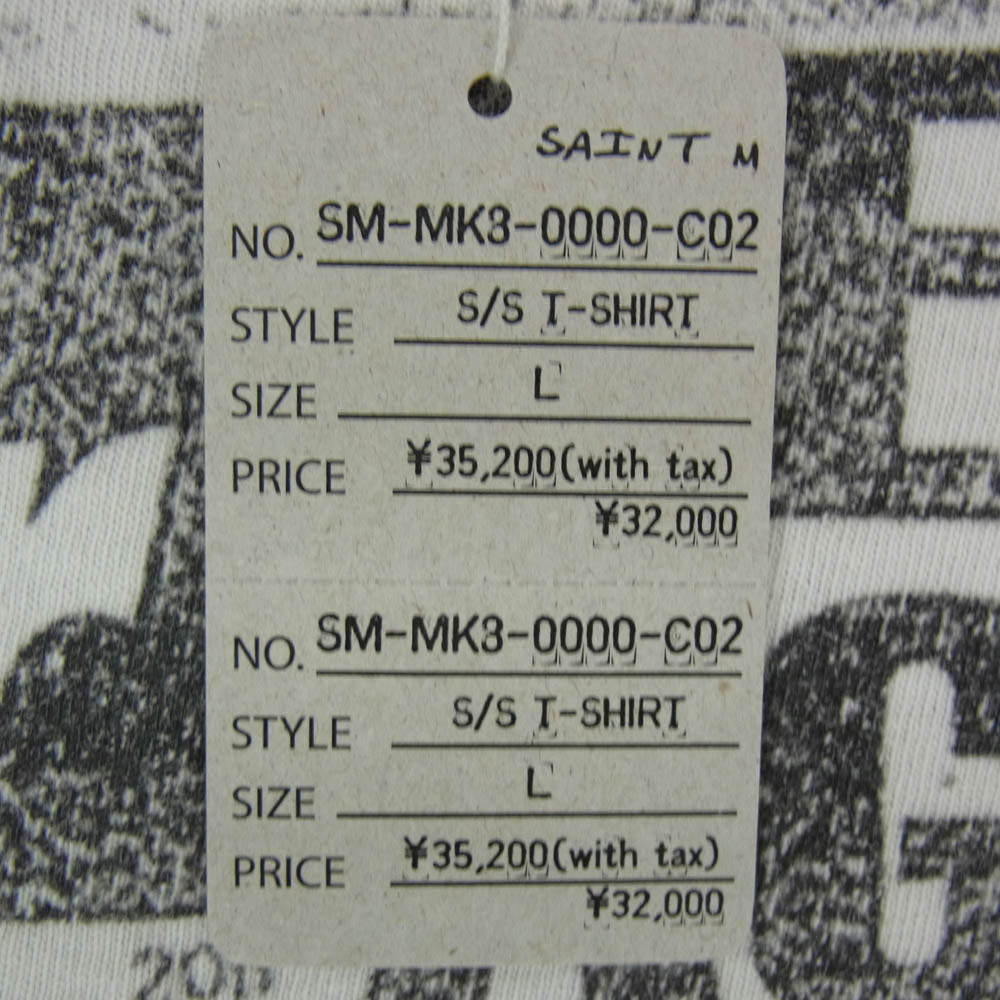 SAINT M
NO. SM-MK3-0000-C02
STYLE S/S T-SHIRT
SIZE L
PRICE ¥35,200(with tax)
¥32,000
NO. SM-MK3-0000-C02
STYLE S/S T-SHIRT
SIZE L
PRICE ¥35,200(with tax)
¥32,000